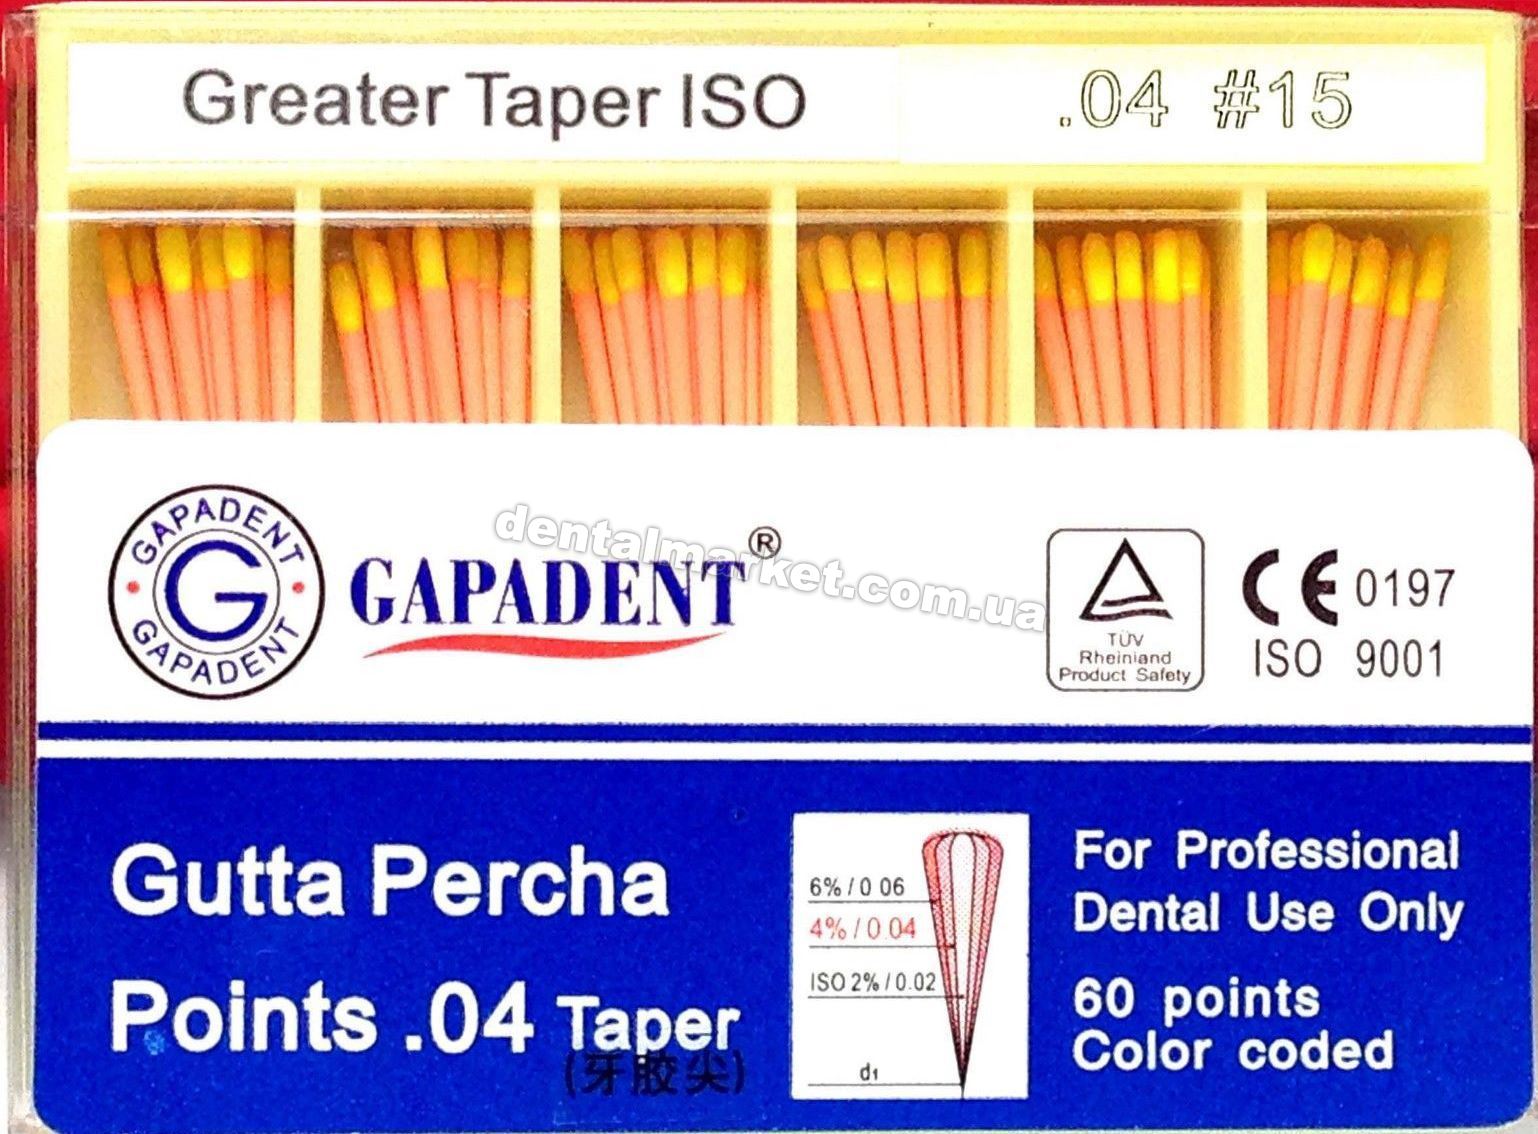 Greater Taper ISO .04 #15
GAPADENT
G
GAPADENT
GAPADENT®
dentalmarket.com.ua
TÜV
Rheinland
Product Safety
CE 0197
ISO 9001
Gutta Percha
Points .04 Taper
(牙胶尖)
6% / 0 06
4% / 0.04
ISO 2% / 0.02
d1
For Professional
Dental Use Only
60 points
Color coded